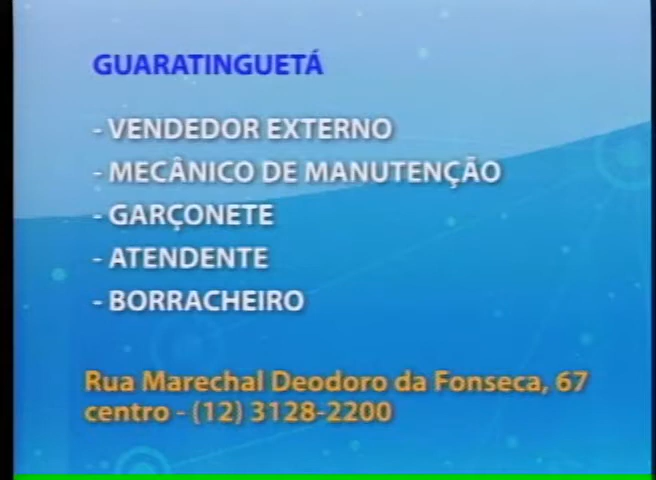 GUARATINGUETÁ
- VENDEDOR EXTERNO
- MECÂNICO DE MANUTENÇÃO
- GARÇONETE
- ATENDENTE
- BORRACHEIRO
Rua Marechal Deodoro da Fonseca, 67
centro - (12) 3128-2200